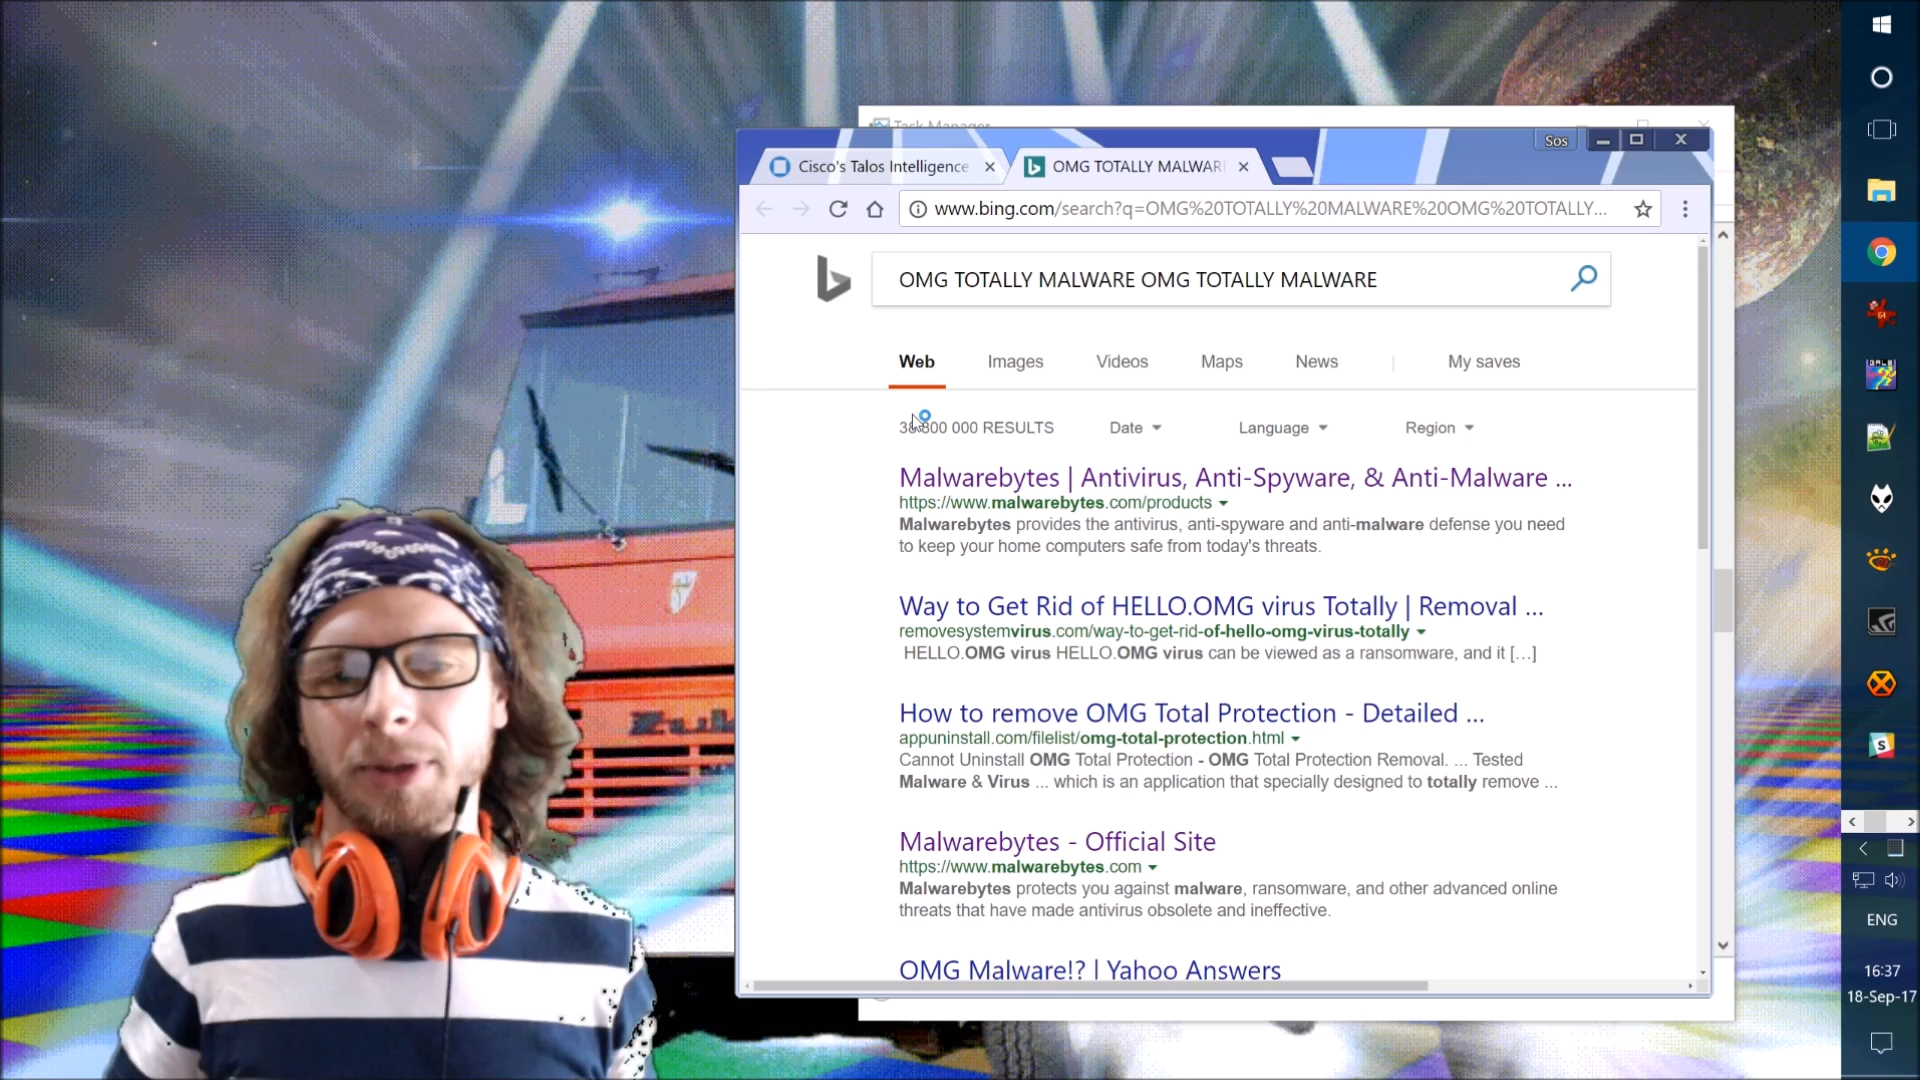 Task Manager
Sos
Cisco's Talos Intelligence
OMG TOTALLY MALWARE
www.bing.com/search?q=OMG%20TOTALLY%20MALWARE%20OMG%20TOTALLY...
OMG TOTALLY MALWARE OMG TOTALLY MALWARE
Web Images Videos Maps News | My saves
800 000 RESULTS Date Language Region
Malwarebytes | Antivirus, Anti-Spyware, & Anti-Malware ...
https://www.malwarebytes.com/products
Malwarebytes provides the antivirus, anti-spyware and anti-malware defense you need
to keep your home computers safe from today's threats.
Way to Get Rid of HELLO.OMG virus Totally | Removal ...
removesystemvirus.com/way-to-get-rid-of-hello-omg-virus-totally
HELLO.OMG virus HELLO.OMG virus can be viewed as a ransomware, and it [...]
How to remove OMG Total Protection - Detailed ...
appuninstall.com/filelist/omg-total-protection.html
Cannot Uninstall OMG Total Protection - OMG Total Protection Removal. ... Tested
Malware & Virus ... which is an application that specially designed to totally remove ...
Malwarebytes - Official Site
https://www.malwarebytes.com
Malwarebytes protects you against malware, ransomware, and other advanced online
threats that have made antivirus obsolete and ineffective.
OMG Malware!? | Yahoo Answers
L
Zuk
64
S
ENG
16:37
18-Sep-17